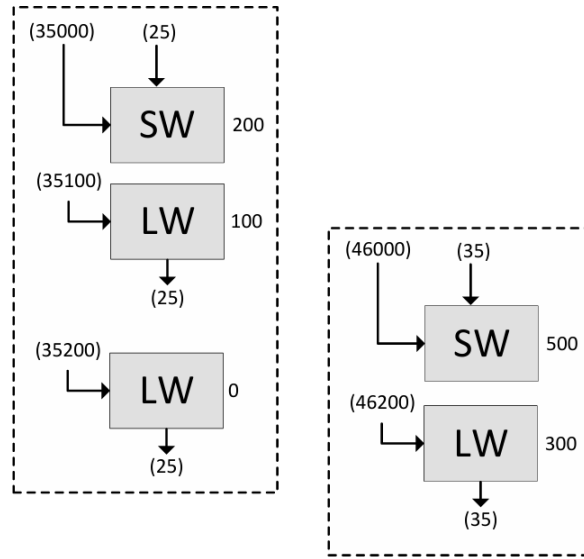 (35000) (25)
SW 200
(35100)
LW 100
(25)
(35200)
LW 0
(25)
(46000) (35)
SW 500
(46200)
LW 300
(35)